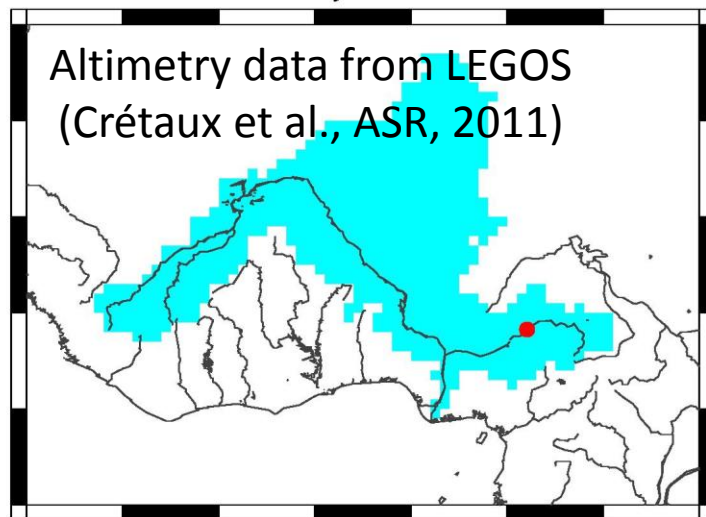 Altimetry data from LEGOS
(Crétaux et al., ASR, 2011)